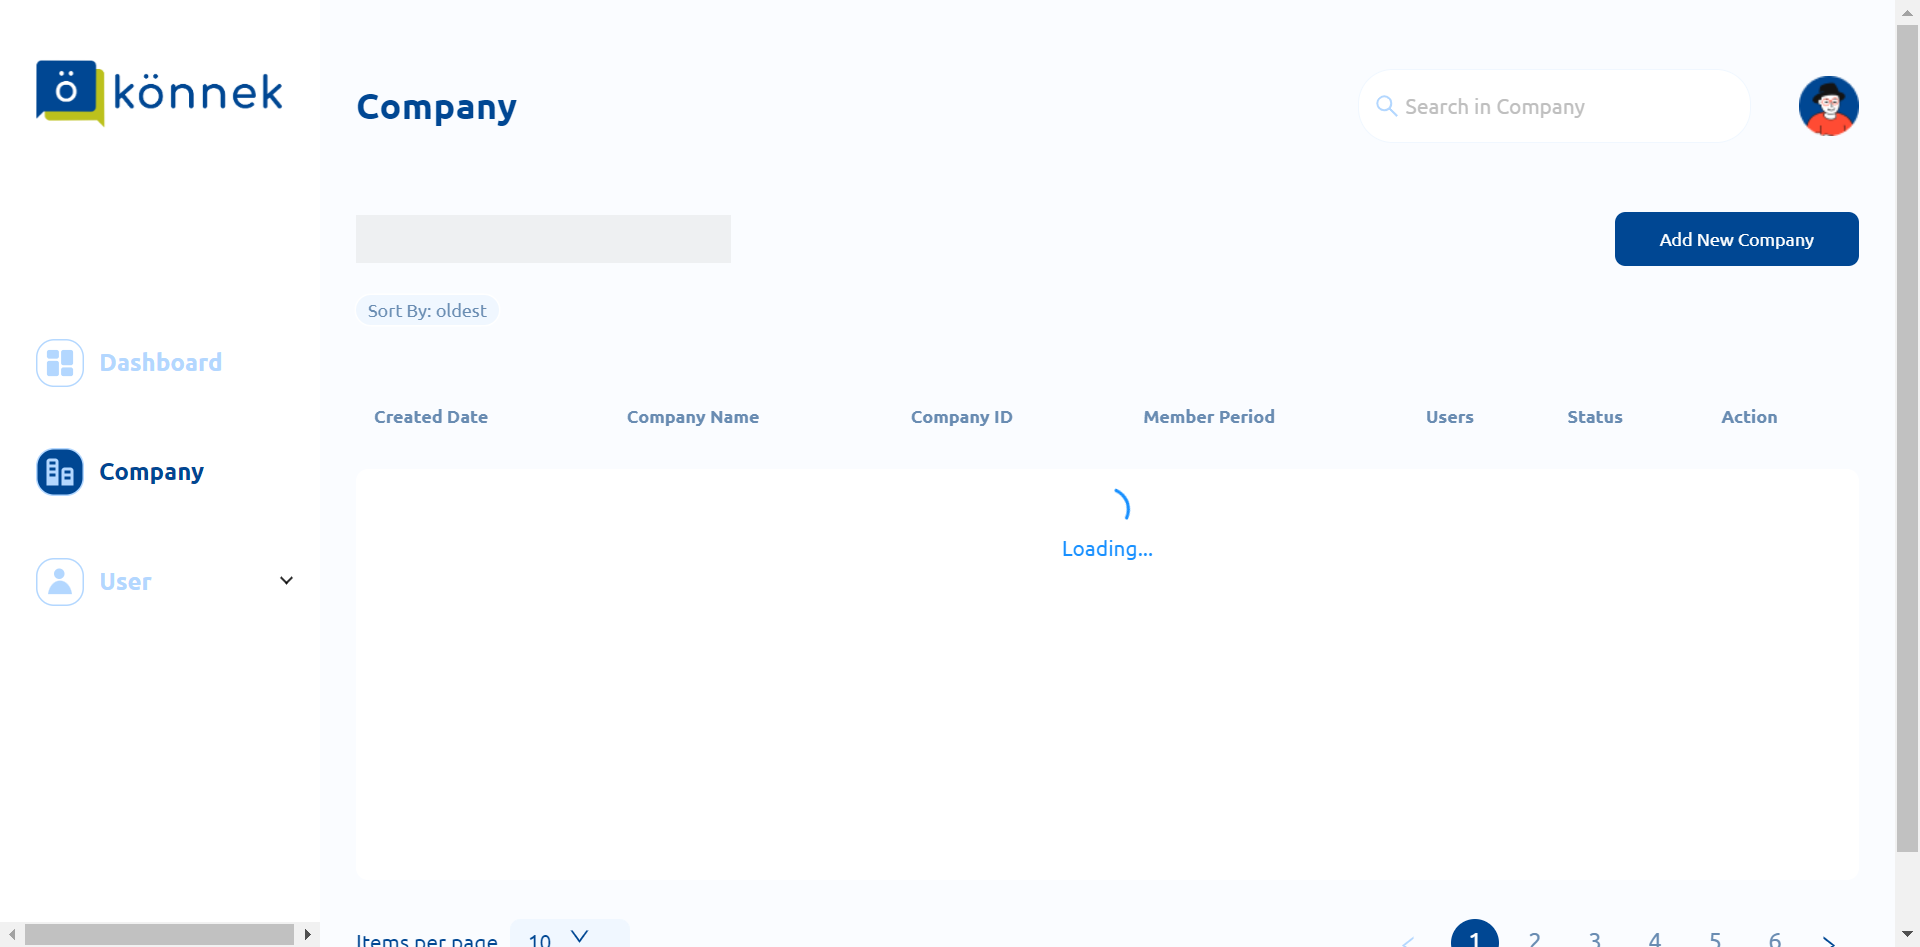 ö könnek
Company
Search in Company
Add New Company
Sort By: oldest
Dashboard
Company
User
Created Date Company Name Company ID Member Period Users Status Action
Loading...
Items per page 10
1 2 3 4 5 6